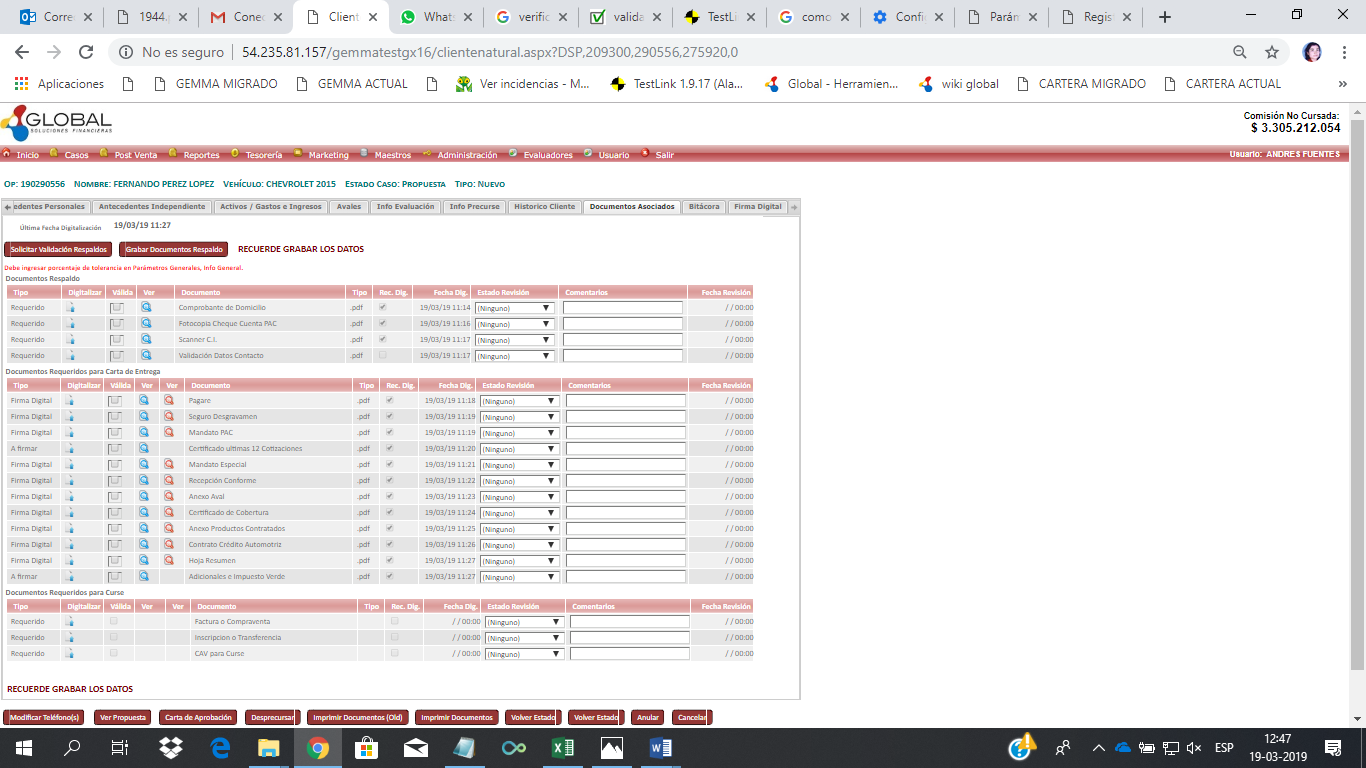 Corre
1944.
Cone
Client
Whats
verific
valida
TestLi
como
Confi
Parám
Regis
No es seguro | 54.235.81.157/gemmatestgx16/clientenatural.aspx?DSP,209300,290556,275920,0
Aplicaciones GEMMA MIGRADO GEMMA ACTUAL Ver incidencias - M... TestLink 1.9.17 (Ala... Global - Herramien... wiki global CARTERA MIGRADO CARTERA ACTUAL »
GLOBAL
SOLUCIONES FINANCIERAS
Comisión No Cursada:
$ 3.305.212.054
Inicio Casos Post Venta Reportes Tesorería Marketing Maestros Administración Evaluadores Usuario Salir Usuario: ANDRES FUENTES
Op: 190290556 Nombre: FERNANDO PEREZ LOPEZ Vehículo: CHEVROLET 2015 Estado Caso: Propuesta Tipo: Nuevo
edentes Personales Antecedentes Independiente Activos / Gastos e Ingresos Avales Info Evaluación Info Precurse Historico Cliente Documentos Asociados Bitácora Firma Digital
Última Fecha Digitalización 19/03/19 11:27
Solicitar Validación Respaldos Grabar Documentos Respaldo RECUERDE GRABAR LOS DATOS
Debe ingresar porcentaje de tolerancia en Parámetros Generales, Info General.
Documentos Respaldo
Tipo Digitalizar Válida Ver Documento Tipo Rec. Dig. Fecha Dig. Estado Revisión Comentarios Fecha Revisión
Requerido Comprobante de Domicilio .pdf 19/03/19 11:14 (Ninguno) / / 00:00
Requerido Fotocopia Cheque Cuenta PAC .pdf 19/03/19 11:16 (Ninguno) / / 00:00
Requerido Scanner C.I. .pdf 19/03/19 11:17 (Ninguno) / / 00:00
Requerido Validación Datos Contacto .pdf 19/03/19 11:17 (Ninguno) / / 00:00
Documentos Requeridos para Carta de Entrega
Tipo Digitalizar Válida Ver Ver Documento Tipo Rec. Dig. Fecha Dig. Estado Revisión Comentarios Fecha Revisión
Firma Digital Pagare .pdf 19/03/19 11:18 (Ninguno) / / 00:00
Firma Digital Seguro Desgravamen .pdf 19/03/19 11:19 (Ninguno) / / 00:00
Firma Digital Mandato PAC .pdf 19/03/19 11:19 (Ninguno) / / 00:00
A firmar Certificado ultimas 12 Cotizaciones .pdf 19/03/19 11:20 (Ninguno) / / 00:00
Firma Digital Mandato Especial .pdf 19/03/19 11:21 (Ninguno) / / 00:00
Firma Digital Recepción Conforme .pdf 19/03/19 11:22 (Ninguno) / / 00:00
Firma Digital Anexo Aval .pdf 19/03/19 11:23 (Ninguno) / / 00:00
Firma Digital Certificado de Cobertura .pdf 19/03/19 11:24 (Ninguno) / / 00:00
Firma Digital Anexo Productos Contratados .pdf 19/03/19 11:25 (Ninguno) / / 00:00
Firma Digital Contrato Crédito Automotriz .pdf 19/03/19 11:26 (Ninguno) / / 00:00
Firma Digital Hoja Resumen .pdf 19/03/19 11:27 (Ninguno) / / 00:00
A firmar Adicionales e Impuesto Verde .pdf 19/03/19 11:27 (Ninguno) / / 00:00
Documentos Requeridos para Curse
Tipo Digitalizar Válida Ver Ver Documento Tipo Rec. Dig. Fecha Dig. Estado Revisión Comentarios Fecha Revisión
Requerido Factura o Compraventa / / 00:00 (Ninguno) / / 00:00
Requerido Inscripcion o Transferencia / / 00:00 (Ninguno) / / 00:00
Requerido CAV para Curse / / 00:00 (Ninguno) / / 00:00
RECUERDE GRABAR LOS DATOS
Modificar Teléfono(s) Ver Propuesta Carta de Aprobación Desprecursar Imprimir Documentos (Old) Imprimir Documentos Volver Estado Volver Estado Anular Cancelar
ESP
12:47
19-03-2019